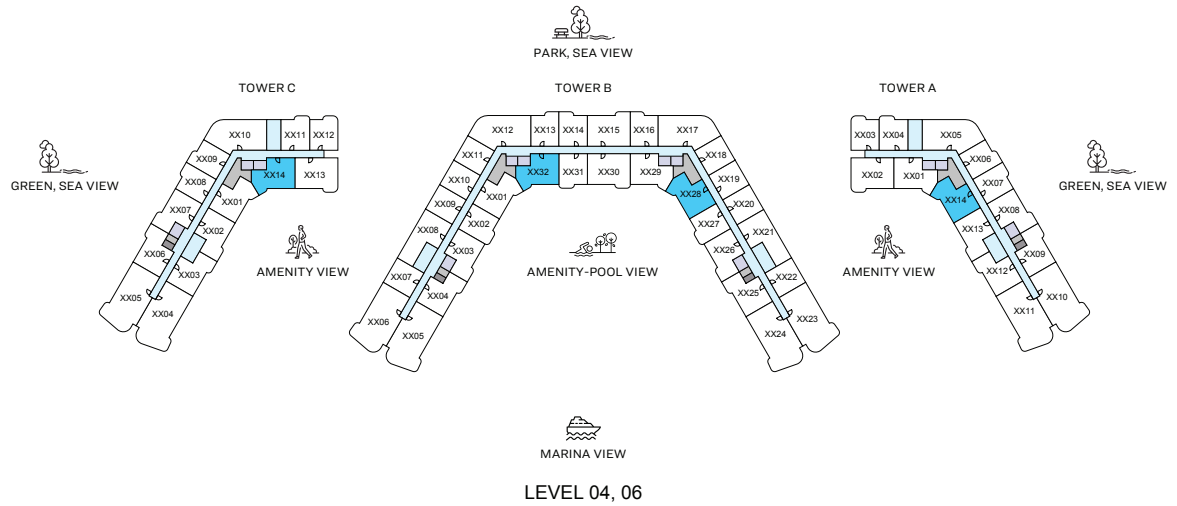 PARK, SEA VIEW
TOWER C
TOWER B
TOWER A
GREEN, SEA VIEW
XX10
XX11
XX12
XX09
XX14
XX13
XX08
XX01
XX07
XX02
XX06
XX03
XX05
XX04
AMENITY VIEW
XX12
XX13
XX14
XX15
XX16
XX17
XX11
XX32
XX31
XX30
XX29
XX18
XX10
XX01
XX28
XX19
XX09
XX02
XX27
XX20
XX08
XX03
XX26
XX21
XX07
XX04
XX25
XX22
XX06
XX05
XX24
XX23
AMENITY-POOL VIEW
XX03
XX04
XX05
XX02
XX01
XX06
XX14
XX07
XX13
XX08
XX12
XX09
XX11
XX10
AMENITY VIEW
GREEN, SEA VIEW
MARINA VIEW
LEVEL 04, 06